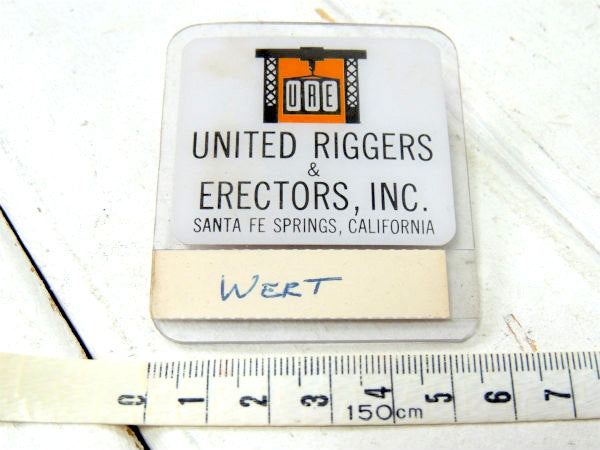 URE
UNITED RIGGERS
&
ERECTORS, INC.
SANTA FE SPRINGS, CALIFORNIA
WERT
0 1 2 3 4 5 6 7
150cm